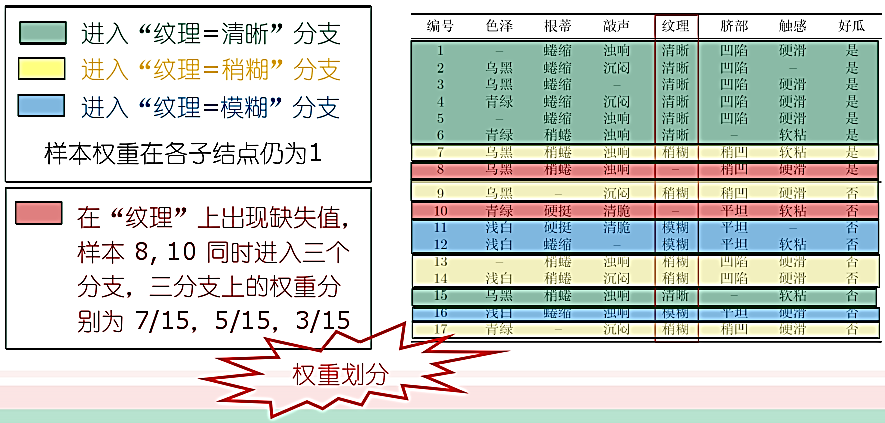 进入“纹理=清晰”分支
进入“纹理=稍糊”分支
进入“纹理=模糊”分支
样本权重在各子结点仍为1
在“纹理”上出现缺失值，
样本 8, 10 同时进入三个
分支，三分支上的权重分
别为 7/15，5/15，3/15
权重划分
编号 色泽 根蒂 敲声 纹理 脐部 触感 好瓜
1 – 蜷缩 浊响 清晰 凹陷 硬滑 是
2 乌黑 蜷缩 沉闷 清晰 凹陷 – 是
3 乌黑 蜷缩 – 清晰 凹陷 硬滑 是
4 青绿 蜷缩 沉闷 清晰 凹陷 硬滑 是
5 – 蜷缩 浊响 清晰 凹陷 硬滑 是
6 青绿 稍蜷 浊响 清晰 – 软粘 是
7 乌黑 稍蜷 浊响 稍糊 稍凹 软粘 是
8 乌黑 稍蜷 浊响 – 稍凹 硬滑 是
9 乌黑 – 沉闷 稍糊 稍凹 硬滑 否
10 青绿 硬挺 清脆 – 平坦 软粘 否
11 浅白 硬挺 清脆 模糊 平坦 – 否
12 浅白 蜷缩 – 模糊 平坦 软粘 否
13 – 稍蜷 浊响 稍糊 凹陷 硬滑 否
14 浅白 稍蜷 沉闷 稍糊 凹陷 硬滑 否
15 乌黑 稍蜷 浊响 清晰 – 软粘 否
16 浅白 蜷缩 浊响 模糊 平坦 硬滑 否
17 青绿 – 沉闷 稍糊 稍凹 硬滑 否